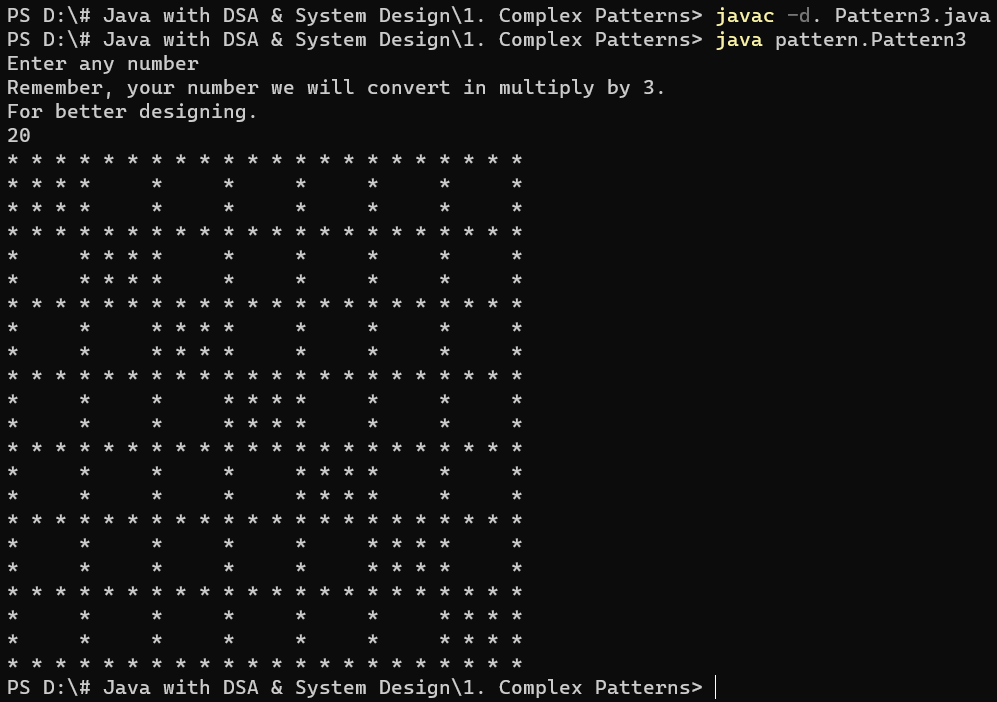 PS D:\# Java with DSA & System Design\1. Complex Patterns> javac -d. Pattern3.java
PS D:\# Java with DSA & System Design\1. Complex Patterns> java pattern.Pattern3
Enter any number
Remember, your number we will convert in multiply by 3.
For better designing.
20
* * * * * * * * * * * * * * * * * * * * * *
* * * *     *     *     *     *     *     *
* * * *     *     *     *     *     *     *
* * * * * * * * * * * * * * * * * * * * * *
*     * * * *     *     *     *     *     *
*     * * * *     *     *     *     *     *
* * * * * * * * * * * * * * * * * * * * * *
*     *     * * * *     *     *     *     *
*     *     * * * *     *     *     *     *
* * * * * * * * * * * * * * * * * * * * * *
*     *     *     * * * *     *     *     *
*     *     *     * * * *     *     *     *
* * * * * * * * * * * * * * * * * * * * * *
*     *     *     *     * * * *     *     *
*     *     *     *     * * * *     *     *
* * * * * * * * * * * * * * * * * * * * * *
*     *     *     *     *     * * * *     *
*     *     *     *     *     * * * *     *
* * * * * * * * * * * * * * * * * * * * * *
*     *     *     *     *     *     * * * *
*     *     *     *     *     *     * * * *
* * * * * * * * * * * * * * * * * * * * * *
PS D:\# Java with DSA & System Design\1. Complex Patterns>